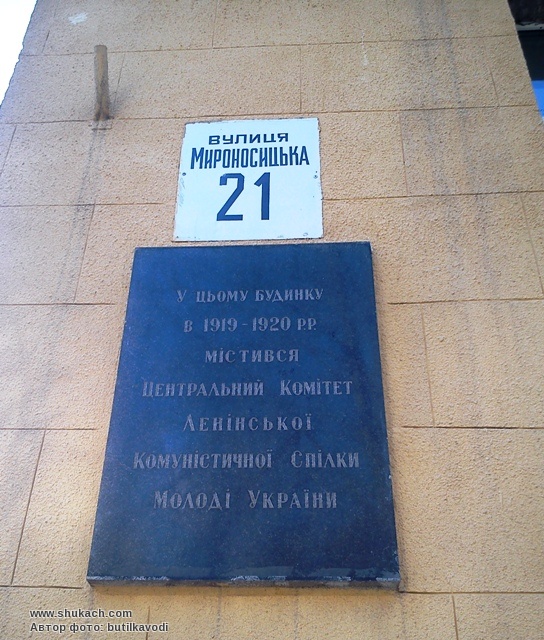 ВУЛИЦЯ
МИРОНОСИЦЬКА
21
У ЦЬОМУ БУДИНКУ
В 1919-1920 Р.Р.
МІСТИВСЯ
ЦЕНТРАЛЬНИЙ КОМІТЕТ
ЛЕНІНСЬКОЇ
КОМУНІСТИЧНОЇ СПІЛКИ
МОЛОДІ УКРАЇНИ
www.shukach.com
Автор фото: butilkavodi